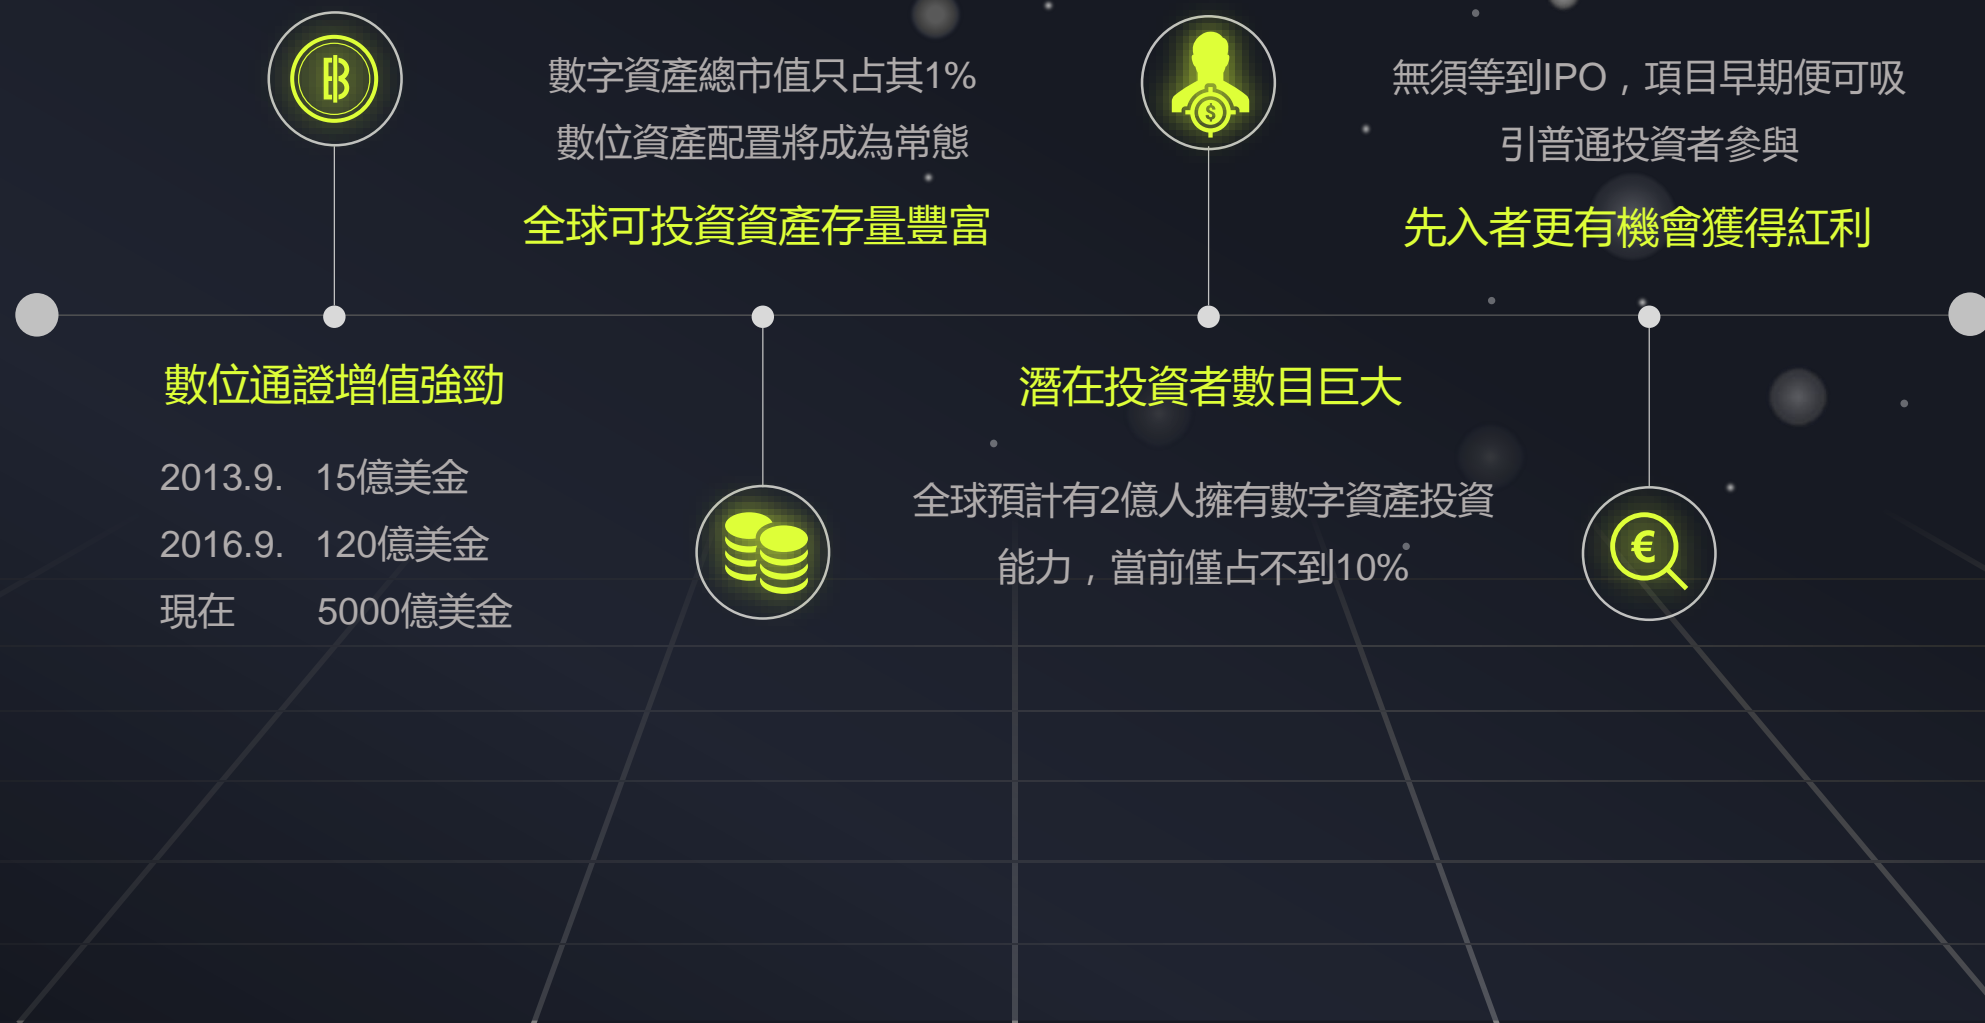 數字資產總市值只占其1%
數位資產配置將成為常態
全球可投資資產存量豐富
無須等到IPO，項目早期便可吸
引普通投資者參與
先入者更有機會獲得紅利
數位通證增值強勁
2013.9. 15億美金
2016.9. 120億美金
現在 5000億美金
潛在投資者數目巨大
全球預計有2億人擁有數字資產投資
能力，當前僅占不到10%